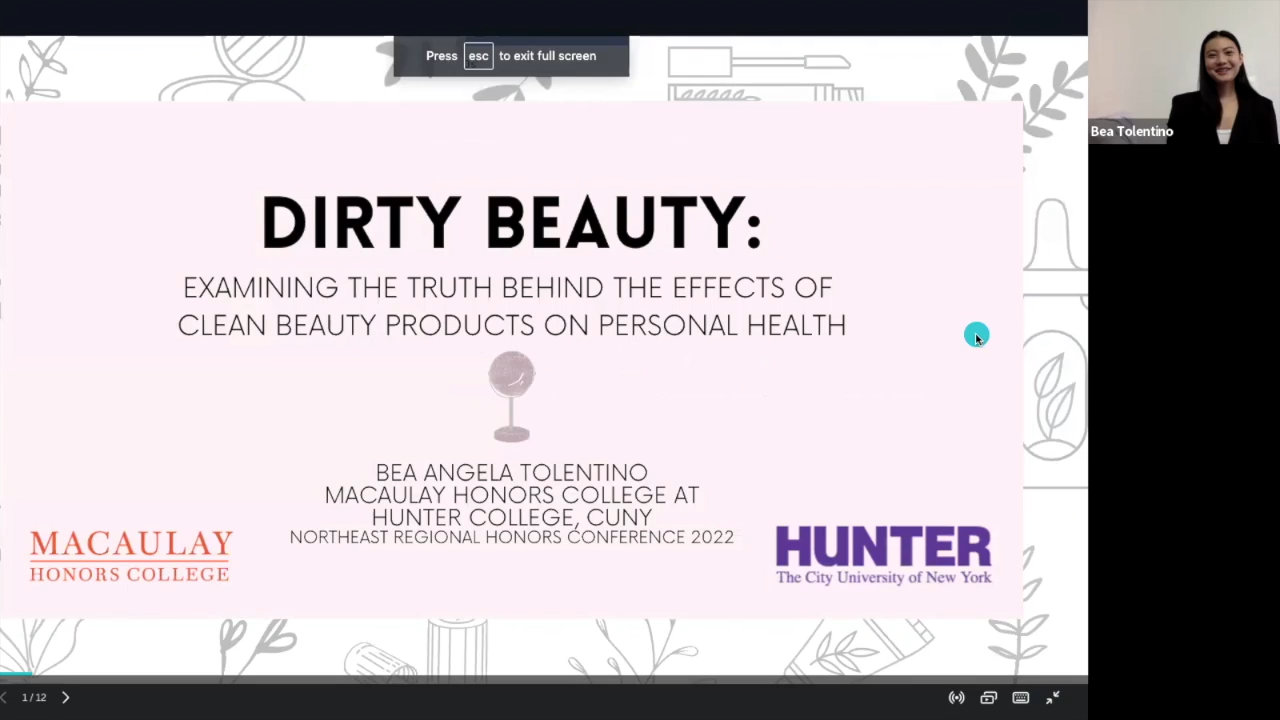 Press esc to exit full screen
Bea Tolentino
DIRTY BEAUTY:
EXAMINING THE TRUTH BEHIND THE EFFECTS OF
CLEAN BEAUTY PRODUCTS ON PERSONAL HEALTH
BEA ANGELA TOLENTINO
MACAULAY HONORS COLLEGE AT
HUNTER COLLEGE, CUNY
NORTHEAST REGIONAL HONORS CONFERENCE 2022
MACAULAY
HONORS COLLEGE
HUNTER
The City University of New York
1 / 12